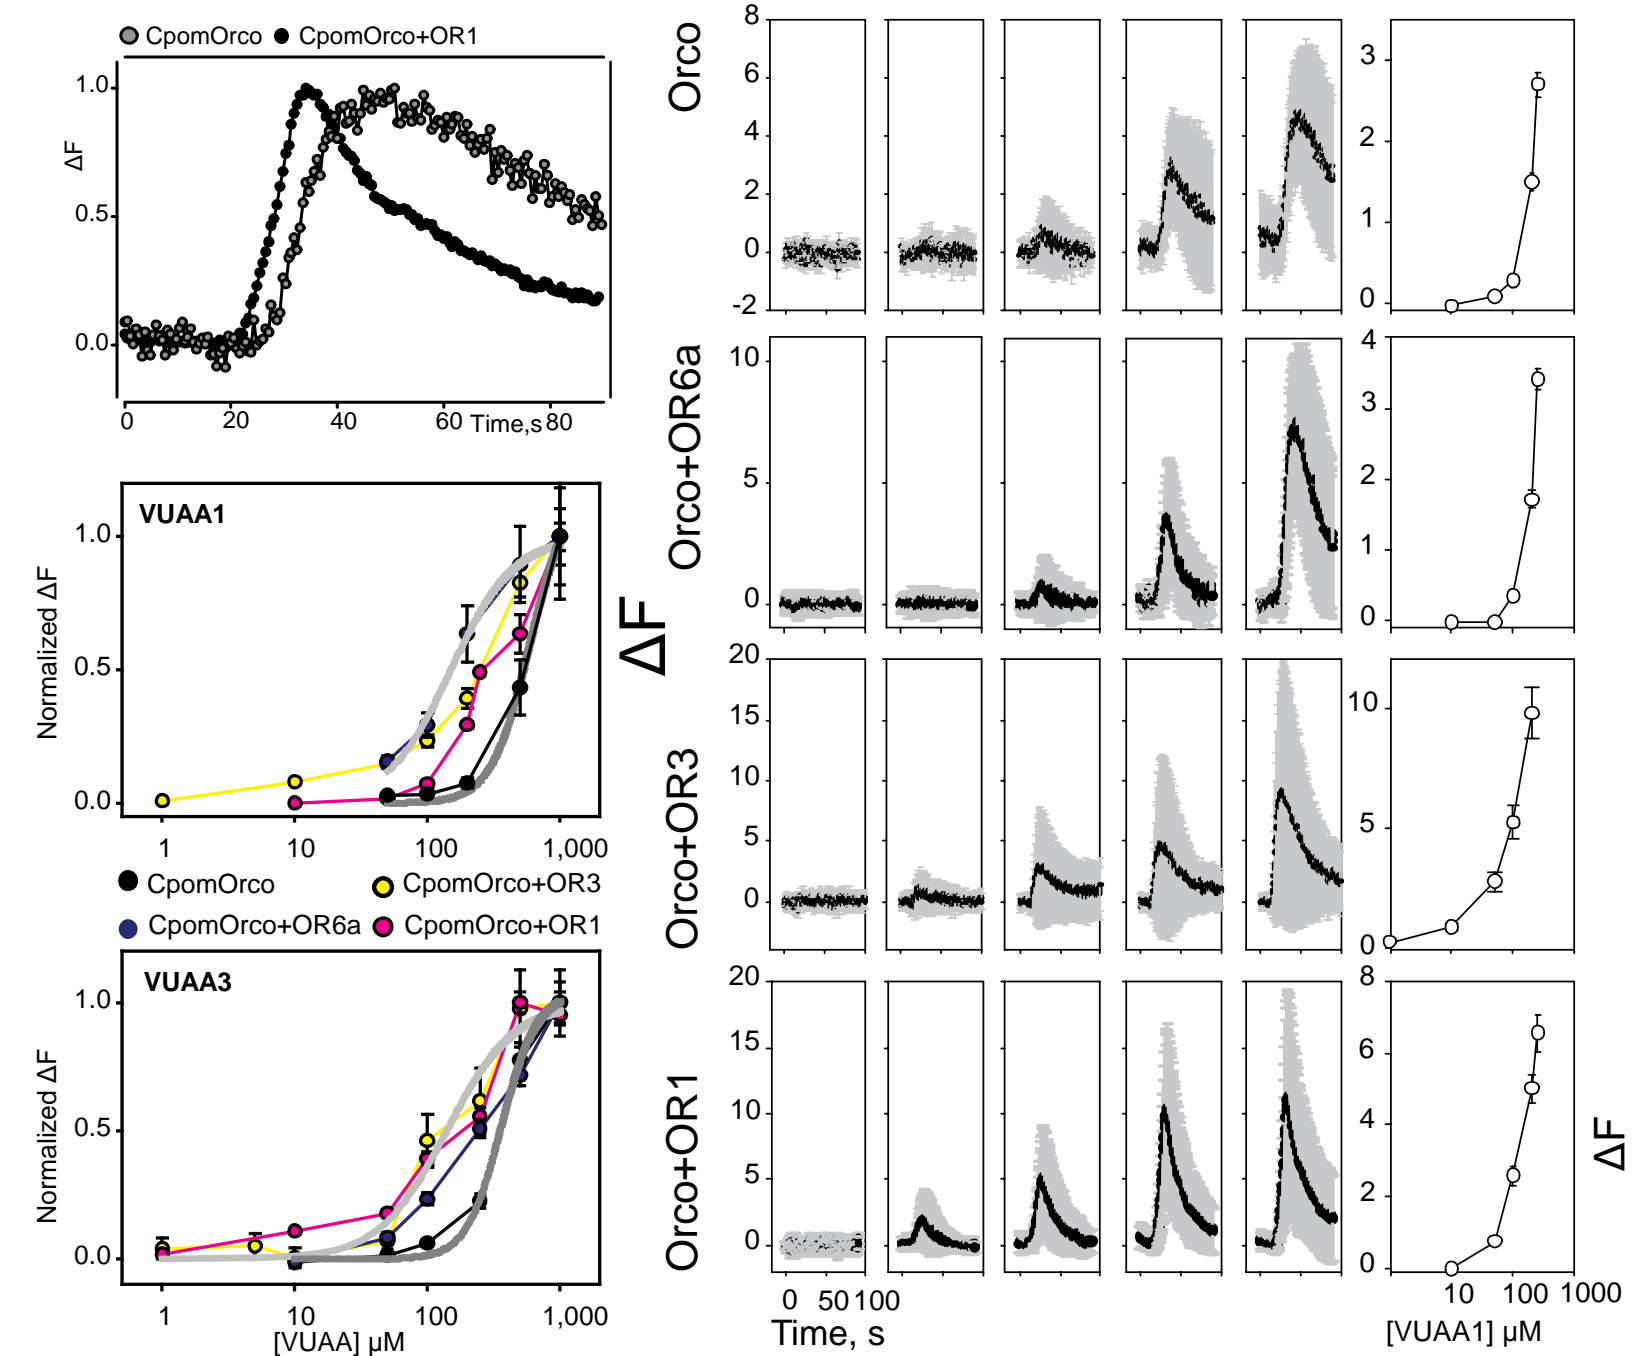 CpomOrco CpomOrco+OR1
ΔF
1.0
0.5
0.0
0 20 40 60 Time,s 80
VUAA1
Normalized ΔF
1.0
0.5
0.0
1 10 100 1,000
CpomOrco CpomOrco+OR3
CpomOrco+OR6a CpomOrco+OR1
VUAA3
Normalized ΔF
1.0
0.5
0.0
1 10 100 1,000
[VUAA] µM
ΔF
Orco
8
6
4
2
0
-2
3
2
1
0
Orco+OR6a
10
5
0
4
3
2
1
0
Orco+OR3
20
15
10
5
0
10
5
0
Orco+OR1
20
15
10
5
0
8
6
4
2
0
ΔF
0 50 100
Time, s
10 100 1000
[VUAA1] µM